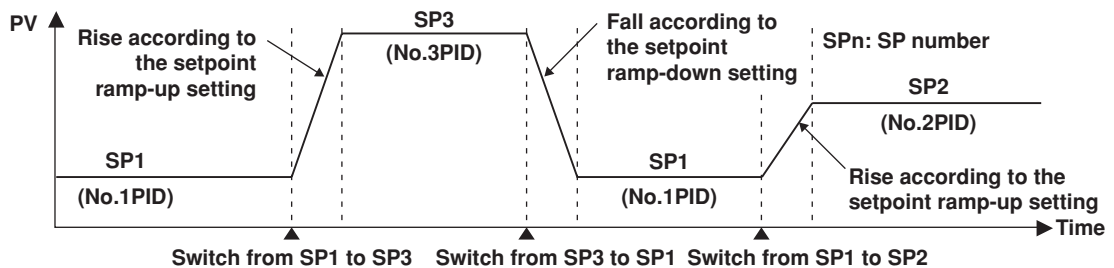 PV
Rise according to
the setpoint
ramp-up setting
SP3
(No.3PID)
Fall according to
the setpoint
ramp-down setting
SPn: SP number
SP2
(No.2PID)
SP1
(No.1PID)
SP1
(No.1PID)
Rise according to the
setpoint ramp-up setting
Time
Switch from SP1 to SP3
Switch from SP3 to SP1
Switch from SP1 to SP2